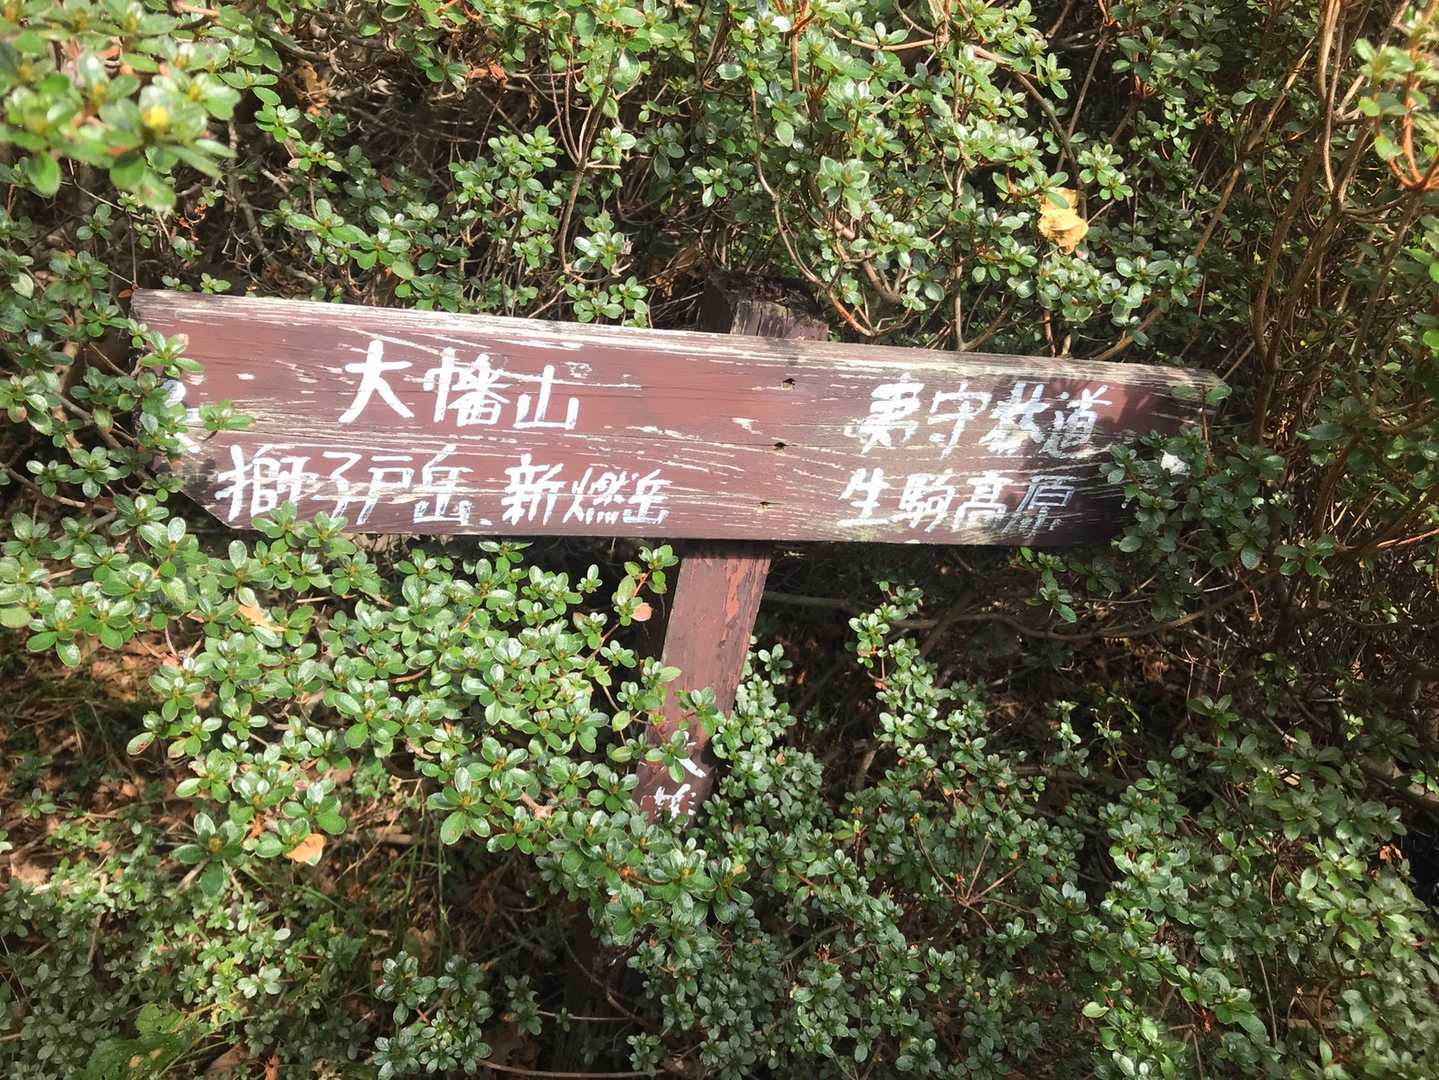 大幡山
獅子戸岳、新燃岳
夷守林道
生駒高原